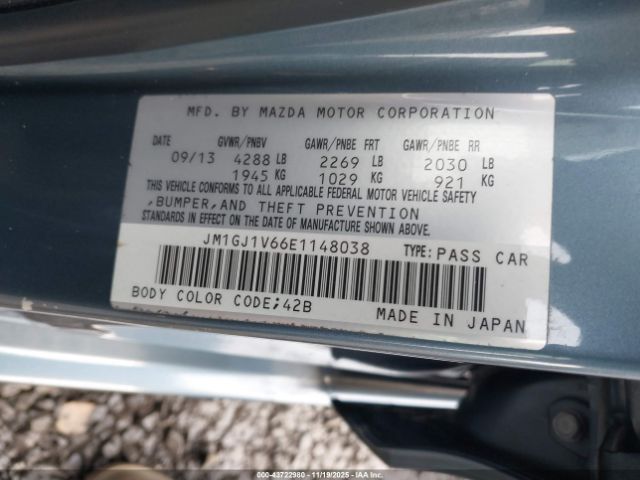 MFD. BY MAZDA MOTOR CORPORATION
DATE GVWR/PNBV GAWR/PNBE FRT GAWR/PNBE RR
09/13 4288 LB 2269 LB 2030 LB
1945 KG 1029 KG 921 KG
THIS VEHICLE CONFORMS TO ALL APPLICABLE FEDERAL MOTOR VEHICLE SAFETY
,BUMPER,AND THEFT PREVENTION
STANDARDS IN EFFECT ON THE DATE OF MANUFACTURE SHOWN ABOVE.
JM1GJ1V66E1148038 TYPE: PASS CAR
BODY COLOR CODE;42B MADE IN JAPAN
000-43722980 - 11/19/2025 - IAAI.COM